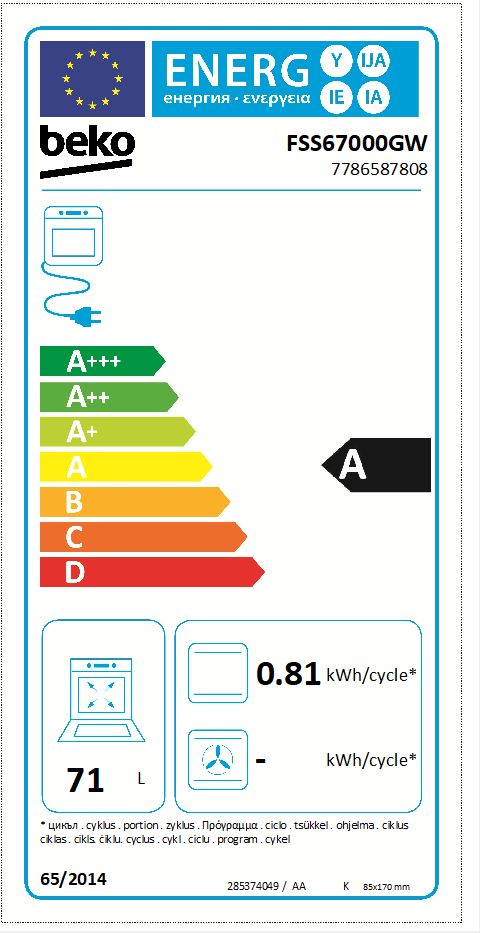 ENERG Y IJA
енергия · ενεργεια IE IA
beko
FSS67000GW
7786587808
A+++
A++
A+
A
A
B
C
D
0.81 kWh/cycle*
- kWh/cycle*
71 L
* цикъл . cyklus . portion . zyklus . Πρόγραμμα . ciclo . tsükkel . ohjelma . ciklus
ciklas . cikls. ċiklu. cyclus . cykl . ciclu . program . cykel
65/2014
285374049 / AA K 85x170 mm